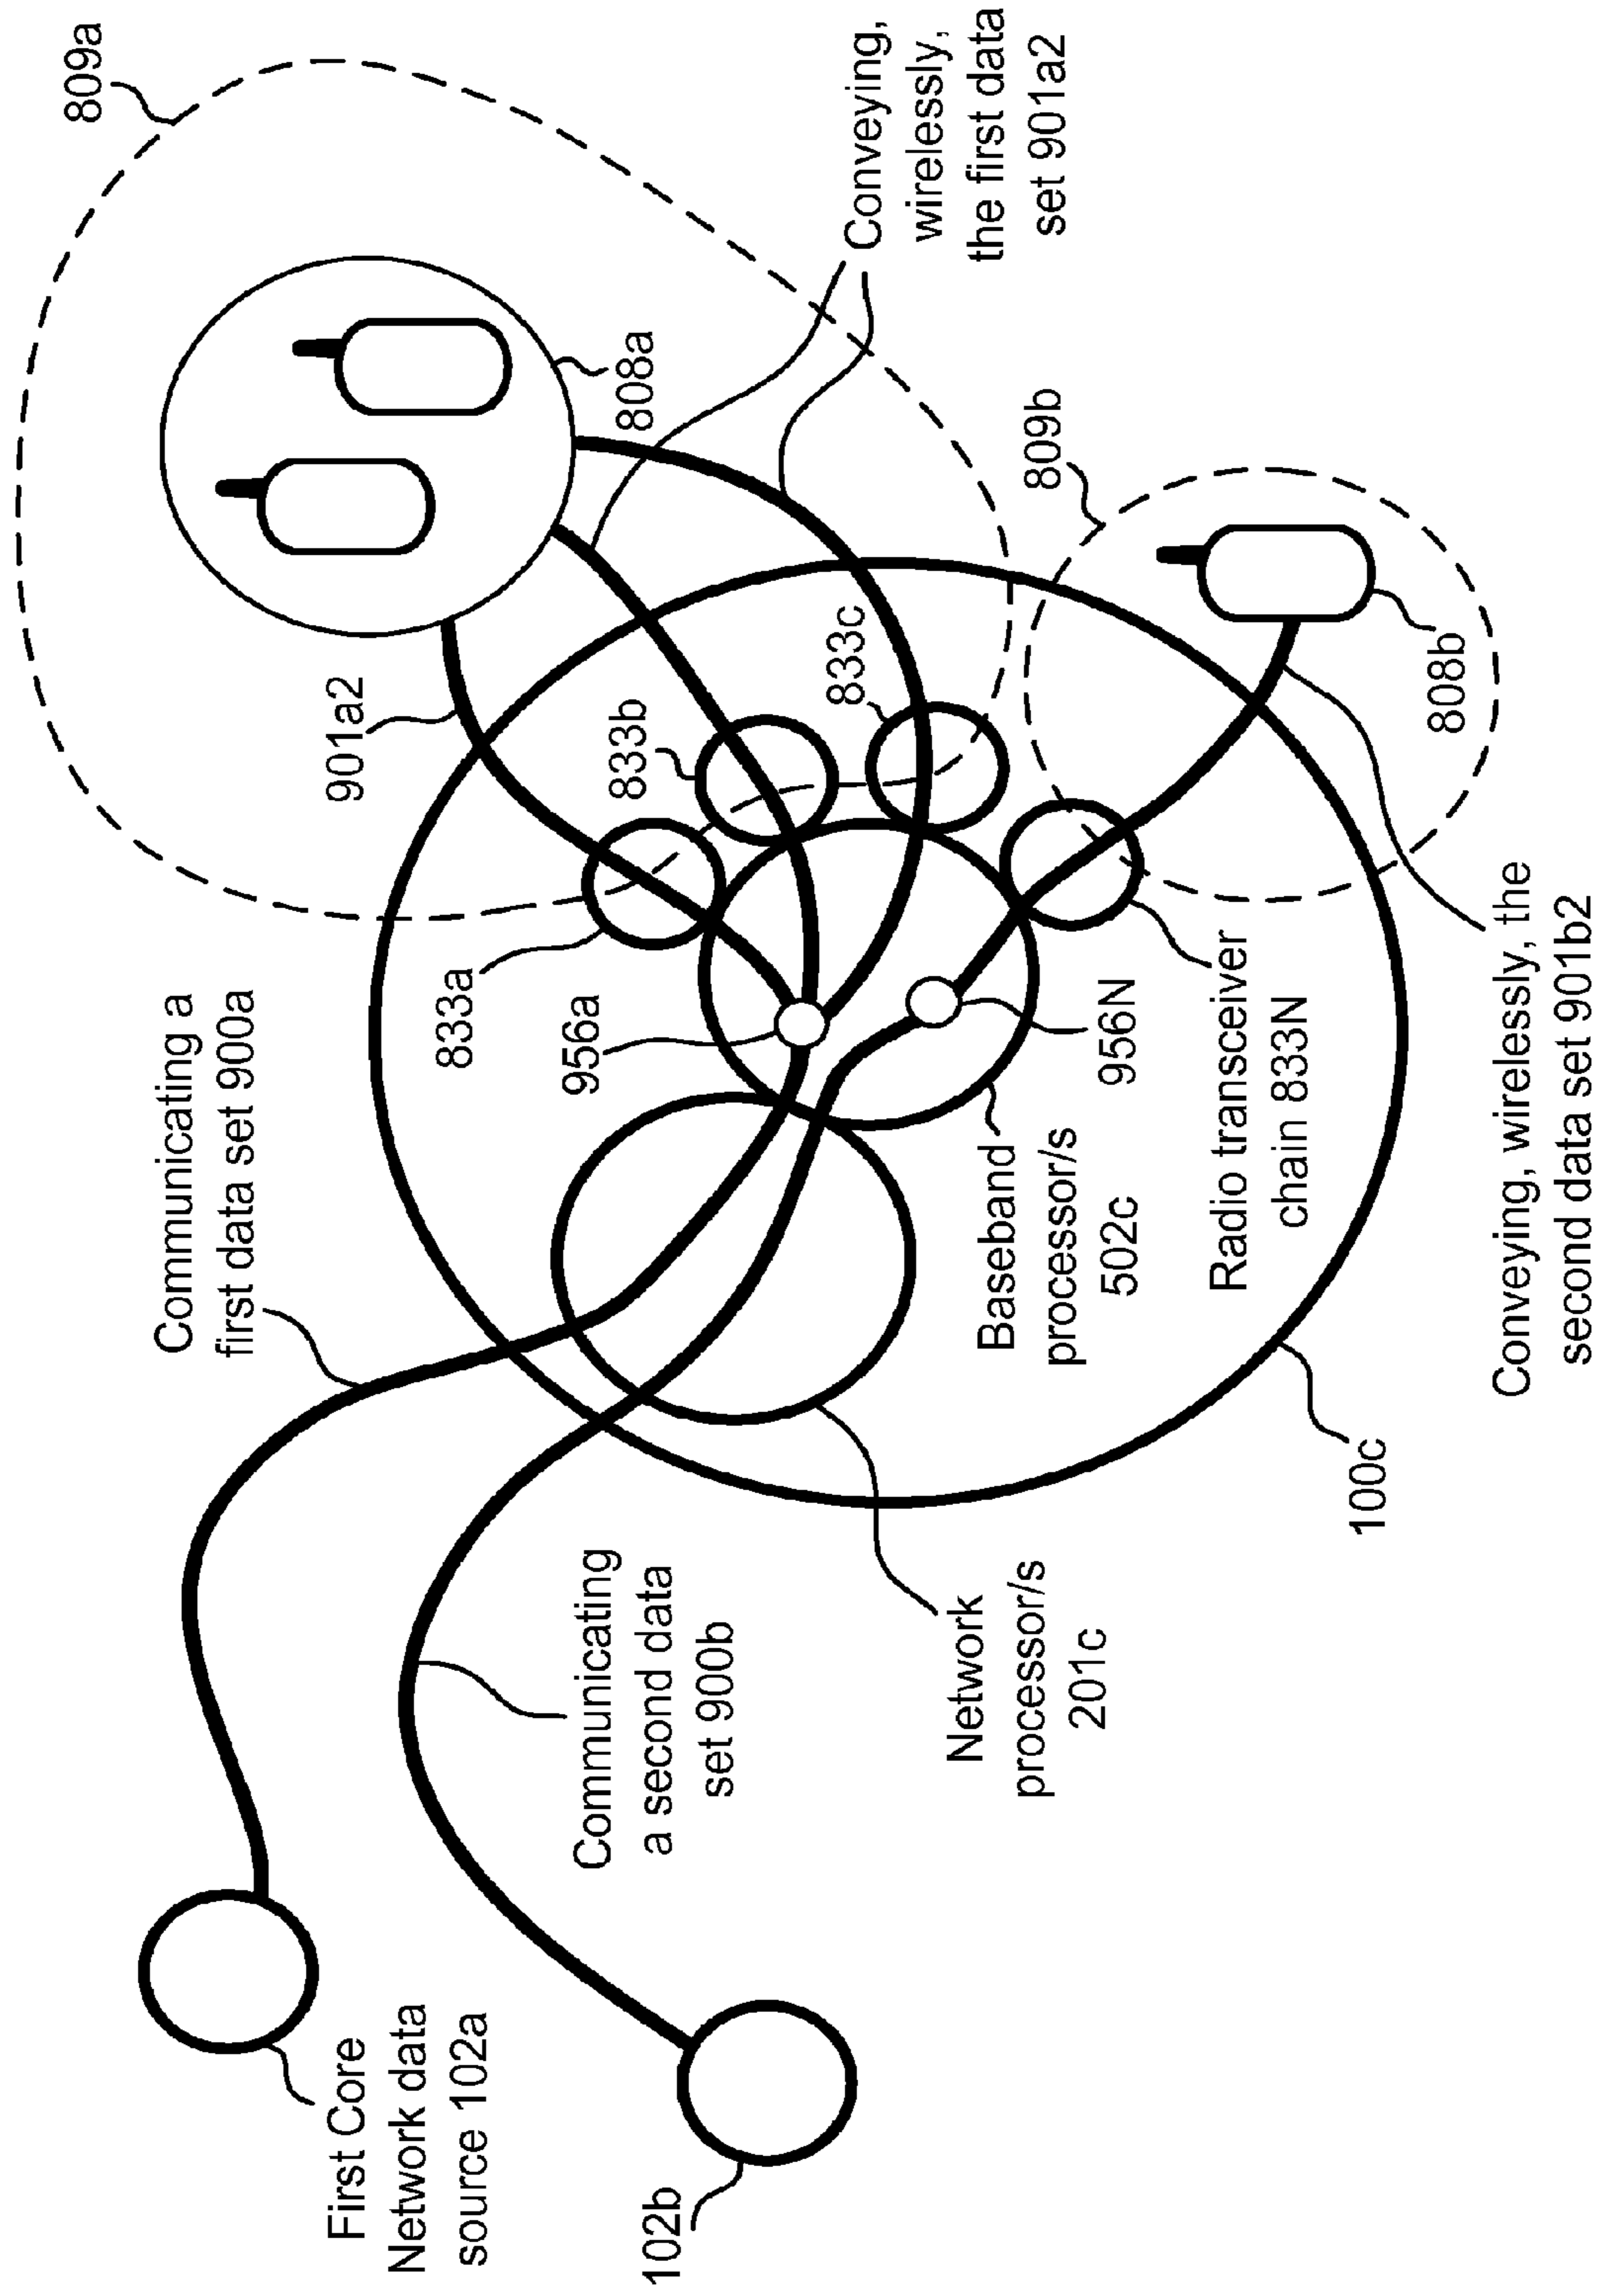 First Core
Network data
source 102a
102b
Communicating a
first data set 900a
Communicating
a second data
set 900b
Network
processor/s
201c
100c
Baseband
processor/s
502c
Radio transceiver
chain 833N
956a
956N
833a
833b
833c
901a2
808a
809a
Conveying,
wirelessly,
the first data
set 901a2
809b
808b
Conveying, wirelessly, the
second data set 901b2